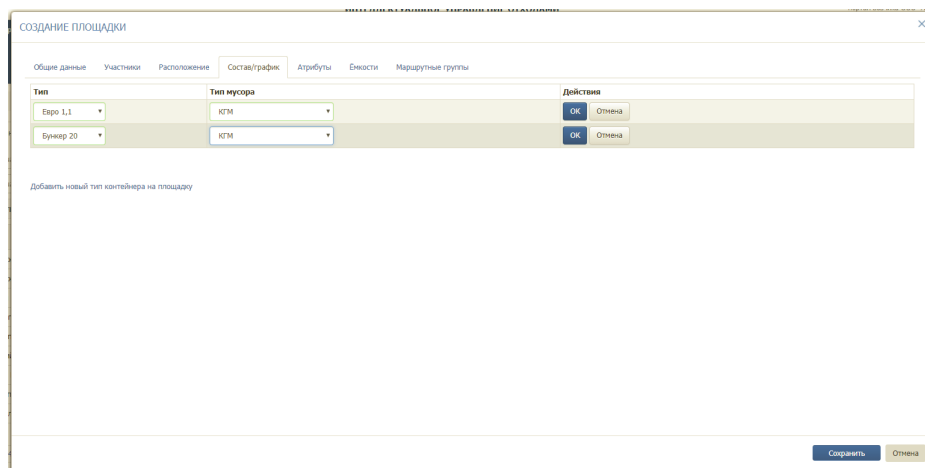 СОЗДАНИЕ ПЛОЩАДКИ
Общие данные Участники Расположение Состав/график Атрибуты Ёмкости Маршрутные группы
Тип Тип мусора Действия
Евро 1,1 КГМ ОК Отмена
Бункер 20 КГМ ОК Отмена
Добавить новый тип контейнера на площадку
Сохранить Отмена